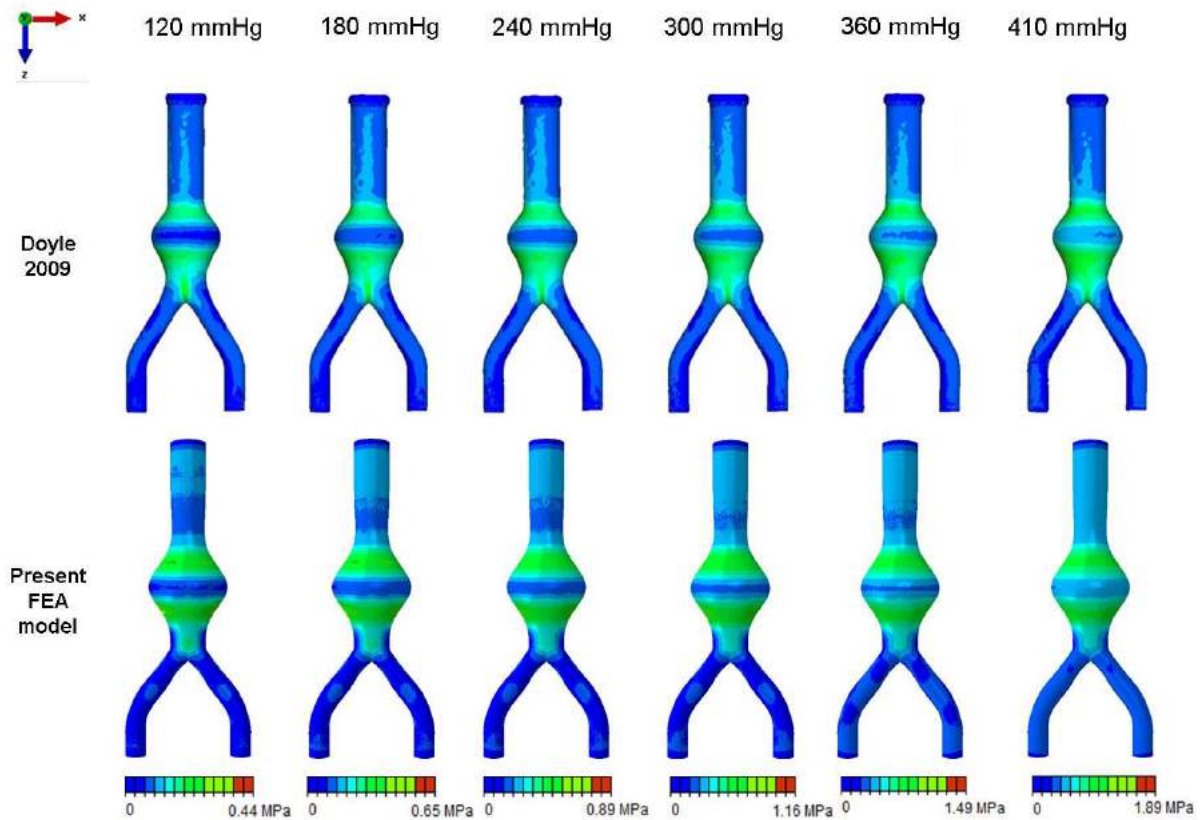 Y
x
z
120 mmHg 180 mmHg 240 mmHg 300 mmHg 360 mmHg 410 mmHg
Doyle
2009
Present
FEA
model
0 0.44 MPa 0 0.65 MPa 0 0.89 MPa 0 1.16 MPa 0 1.49 MPa 0 1.89 MPa